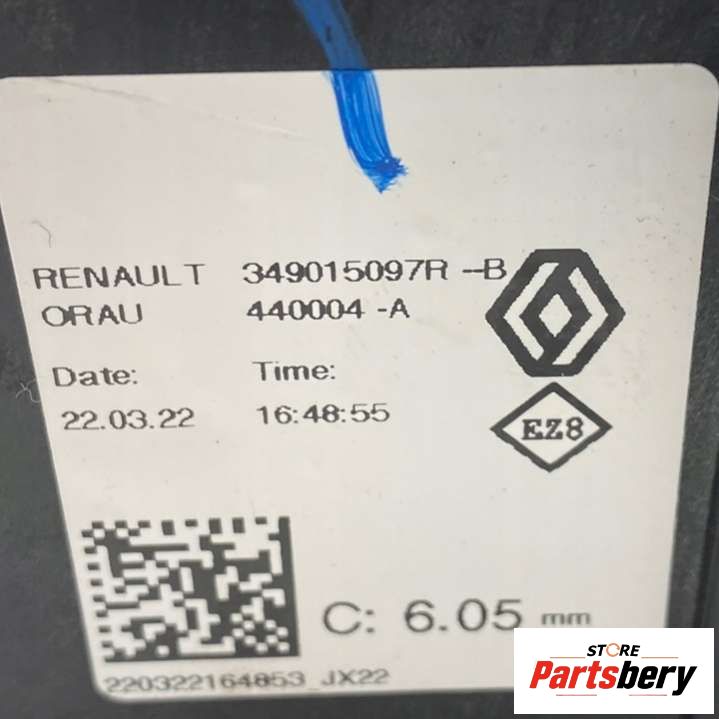 RENAULT 349015097R -B
ORAU 440004 -A
Date: Time:
22.03.22 16:48:55
EZ8
C: 6.05 mm
220322164853_JX22
STORE
Partsbery